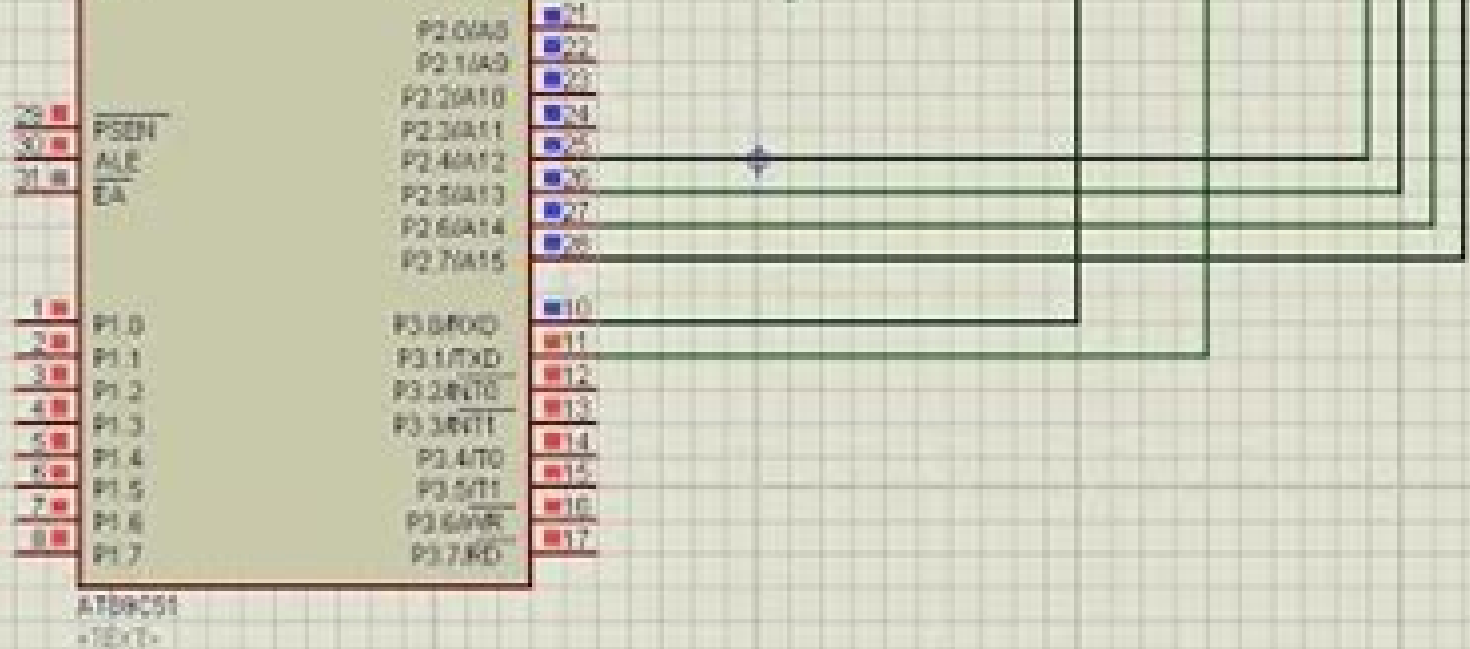 P2.0/A8 21
P2.1/A9 22
P2.2/A10 23
29 PSEN P2.3/A11 24
30 ALE P2.4/A12 25
31 EA P2.5/A13 26
P2.6/A14 27
P2.7/A15 28
1 P1.0 P3.0/RXD 10
2 P1.1 P3.1/TXD 11
3 P1.2 P3.2/INT0 12
4 P1.3 P3.3/INT1 13
5 P1.4 P3.4/T0 14
6 P1.5 P3.5/T1 15
7 P1.6 P3.6/WR 16
8 P1.7 P3.7/RD 17
AT89C51
<TEXT>